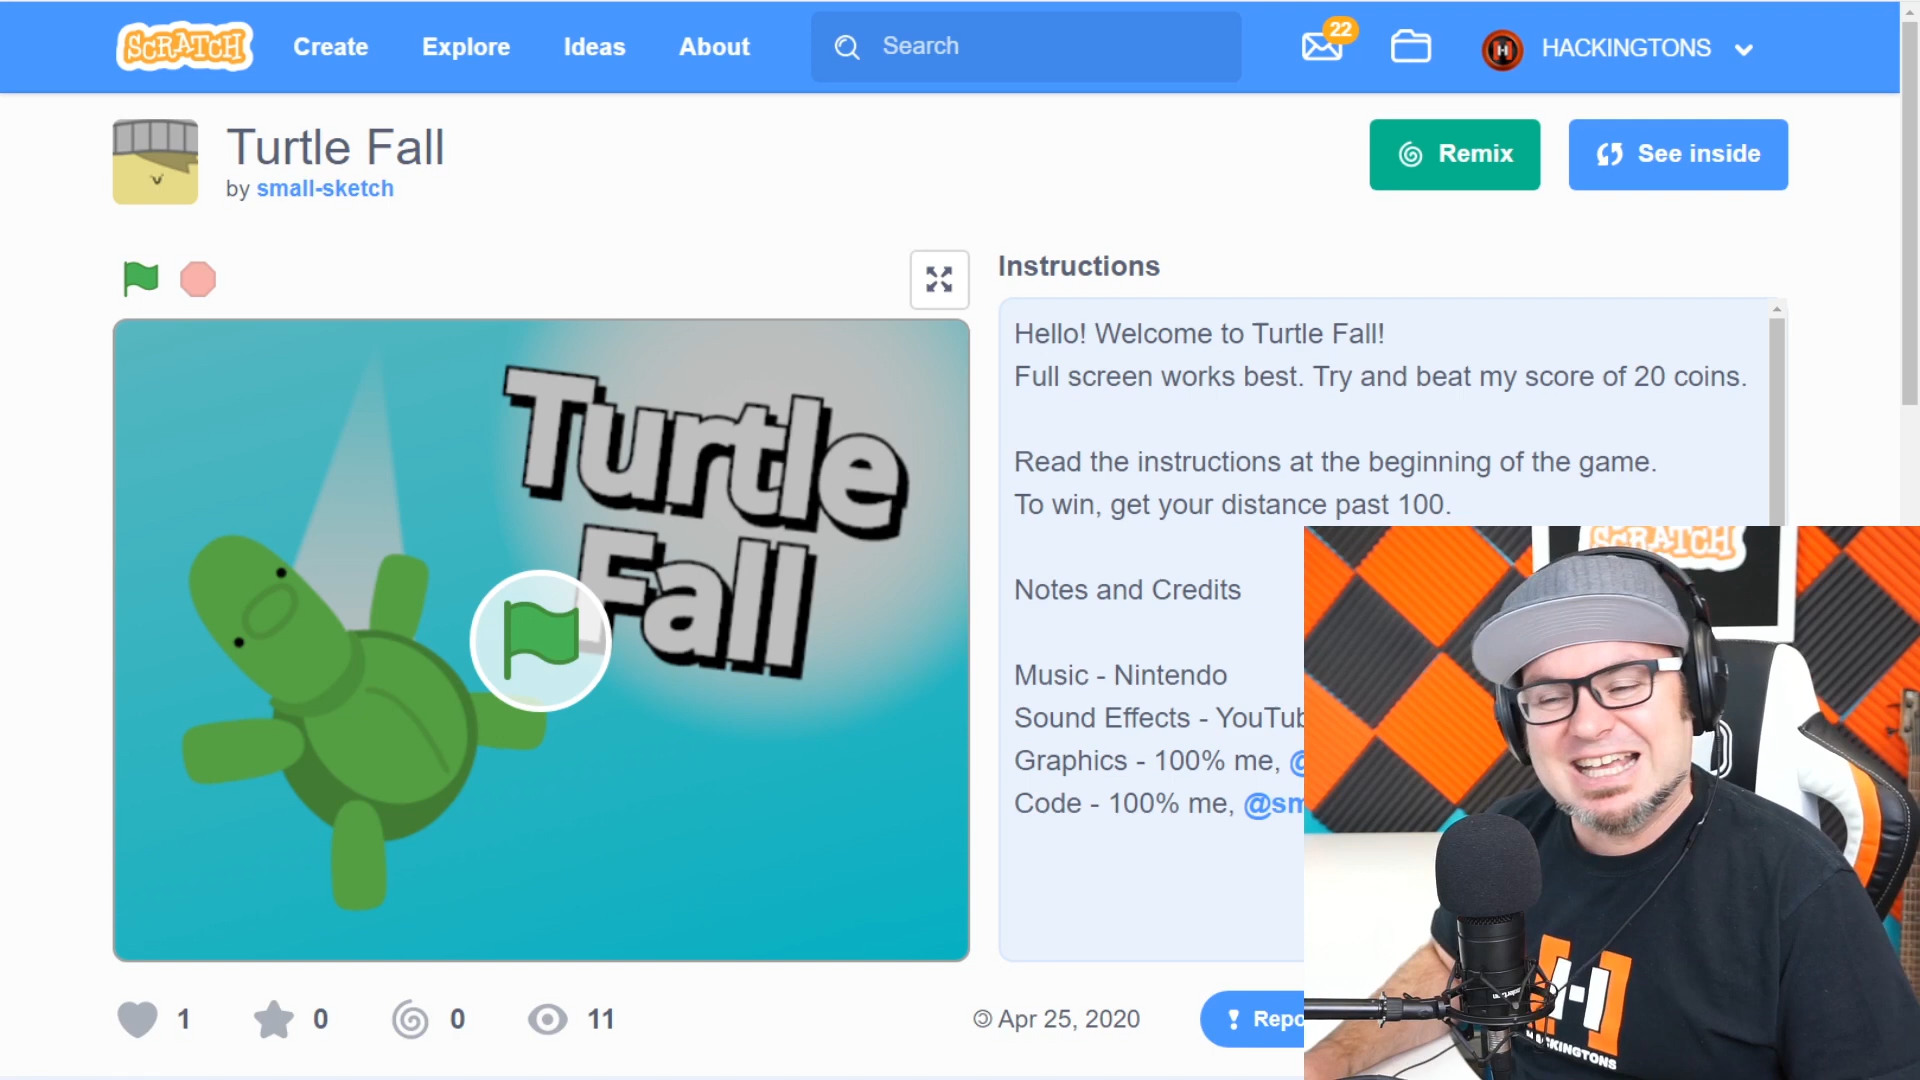 SCRATCH
Create
Explore
Ideas
About
Search
22
HACKINGTONS
Turtle Fall
by small-sketch
Remix
See inside
Instructions
Hello! Welcome to Turtle Fall!
Full screen works best. Try and beat my score of 20 coins.
Read the instructions at the beginning of the game.
To win, get your distance past 100.
Notes and Credits
Music - Nintendo
Sound Effects - YouTub
Graphics - 100% me, @
Code - 100% me, @sm
Turtle
Fall
SCRATCH
1
0
0
11
Apr 25, 2020
Repo
H
HACKINGTONS